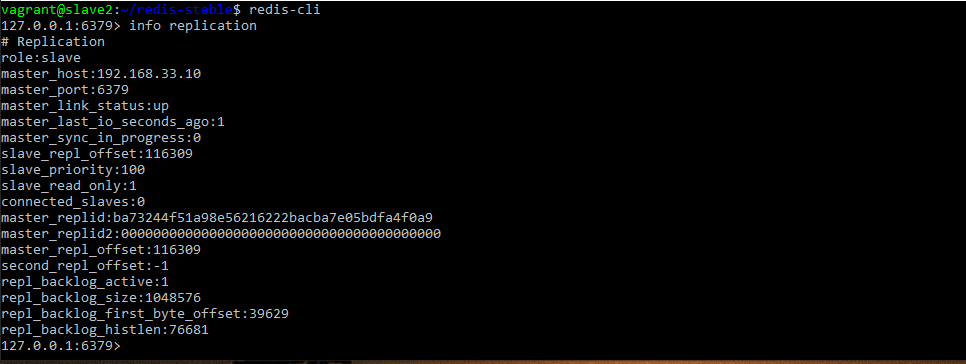 vagrant@slave2:~/redis-stable$ redis-cli
127.0.0.1:6379> info replication
# Replication
role:slave
master_host:192.168.33.10
master_port:6379
master_link_status:up
master_last_io_seconds_ago:1
master_sync_in_progress:0
slave_repl_offset:116309
slave_priority:100
slave_read_only:1
connected_slaves:0
master_replid:ba73244f51a98e56216222bacba7e05bdfa4f0a9
master_replid2:0000000000000000000000000000000000000000
master_repl_offset:116309
second_repl_offset:-1
repl_backlog_active:1
repl_backlog_size:1048576
repl_backlog_first_byte_offset:39629
repl_backlog_histlen:76681
127.0.0.1:6379>